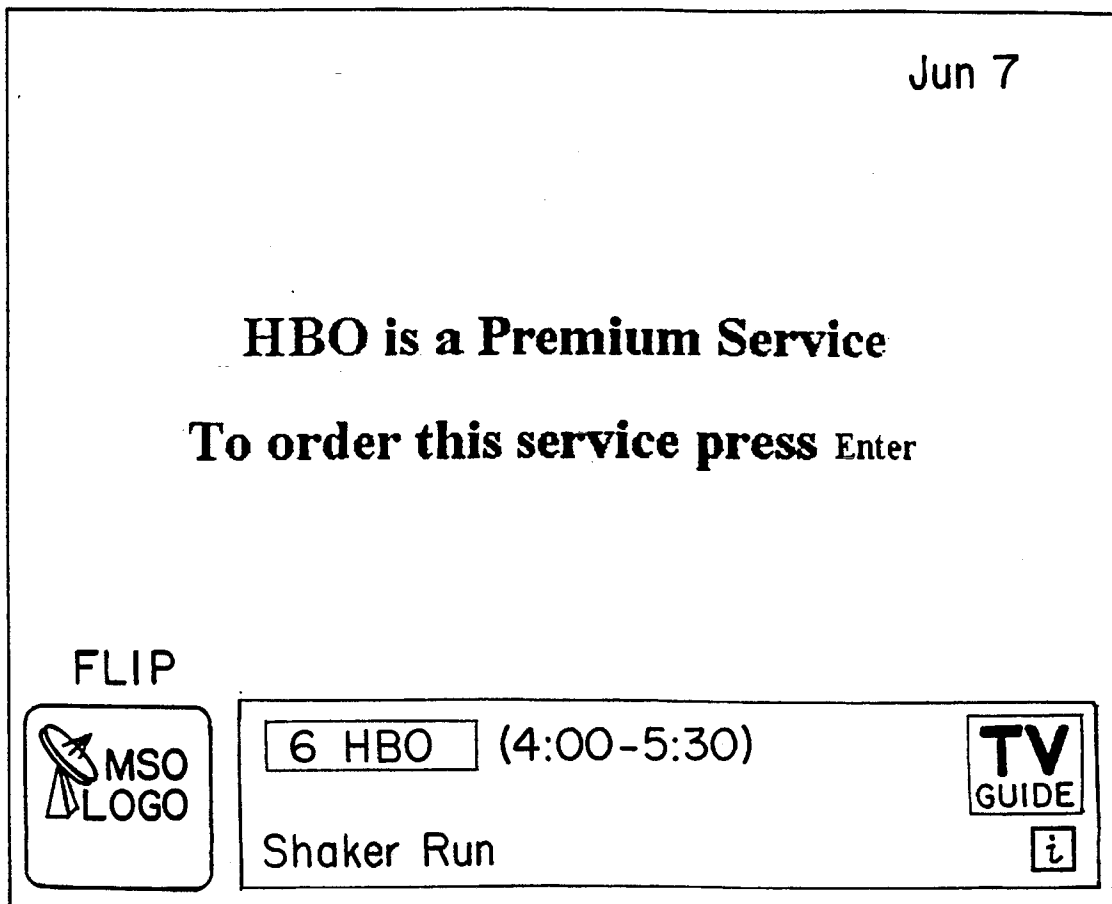 Jun 7
HBO is a Premium Service
To order this service press Enter
FLIP
MSO
LOGO
6 HBO (4:00-5:30)
TV
GUIDE
Shaker Run
i